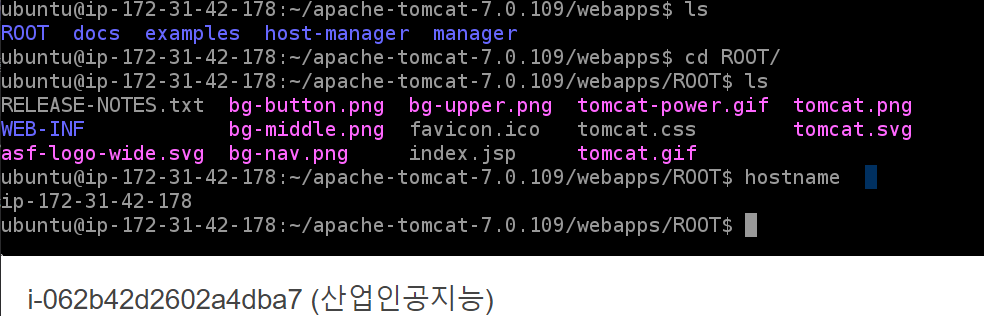 ubuntu@ip-172-31-42-178:~/apache-tomcat-7.0.109/webapps$ ls
ROOT  docs  examples  host-manager  manager
ubuntu@ip-172-31-42-178:~/apache-tomcat-7.0.109/webapps$ cd ROOT/
ubuntu@ip-172-31-42-178:~/apache-tomcat-7.0.109/webapps/ROOT$ ls
RELEASE-NOTES.txt  bg-button.png  bg-upper.png  tomcat-power.gif  tomcat.png
WEB-INF            bg-middle.png  favicon.ico   tomcat.css        tomcat.svg
asf-logo-wide.svg  bg-nav.png     index.jsp     tomcat.gif
ubuntu@ip-172-31-42-178:~/apache-tomcat-7.0.109/webapps/ROOT$ hostname
ip-172-31-42-178
ubuntu@ip-172-31-42-178:~/apache-tomcat-7.0.109/webapps/ROOT$
i-062b42d2602a4dba7 (산업인공지능)